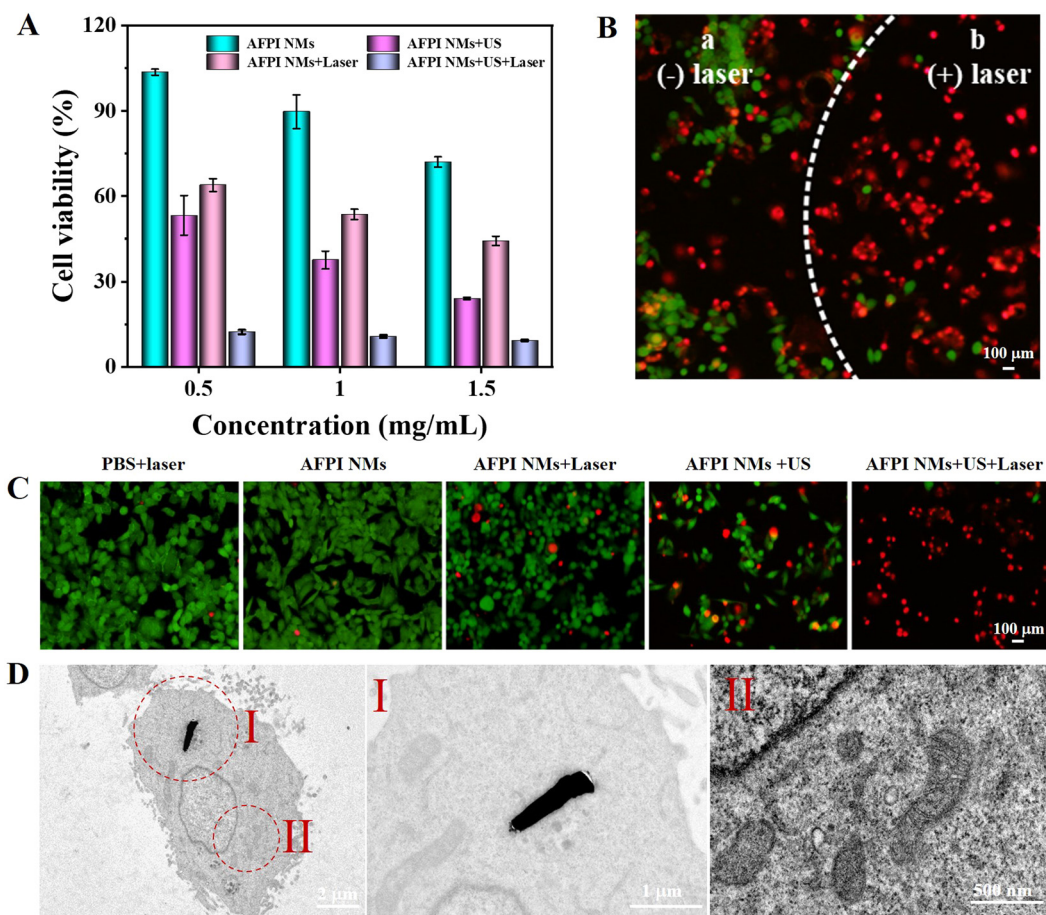 A
120
90
60
30
0
Cell viability (%)
AFPI NMs
AFPI NMs+US
AFPI NMs+Laser
AFPI NMs+US+Laser
0.5
1
1.5
Concentration (mg/mL)
B
a
(-) laser
b
(+) laser
100 μm
C
PBS+laser
AFPI NMs
AFPI NMs+Laser
AFPI NMs +US
AFPI NMs+US+Laser
100 μm
D
I
II
2 μm
I
1 μm
II
500 nm